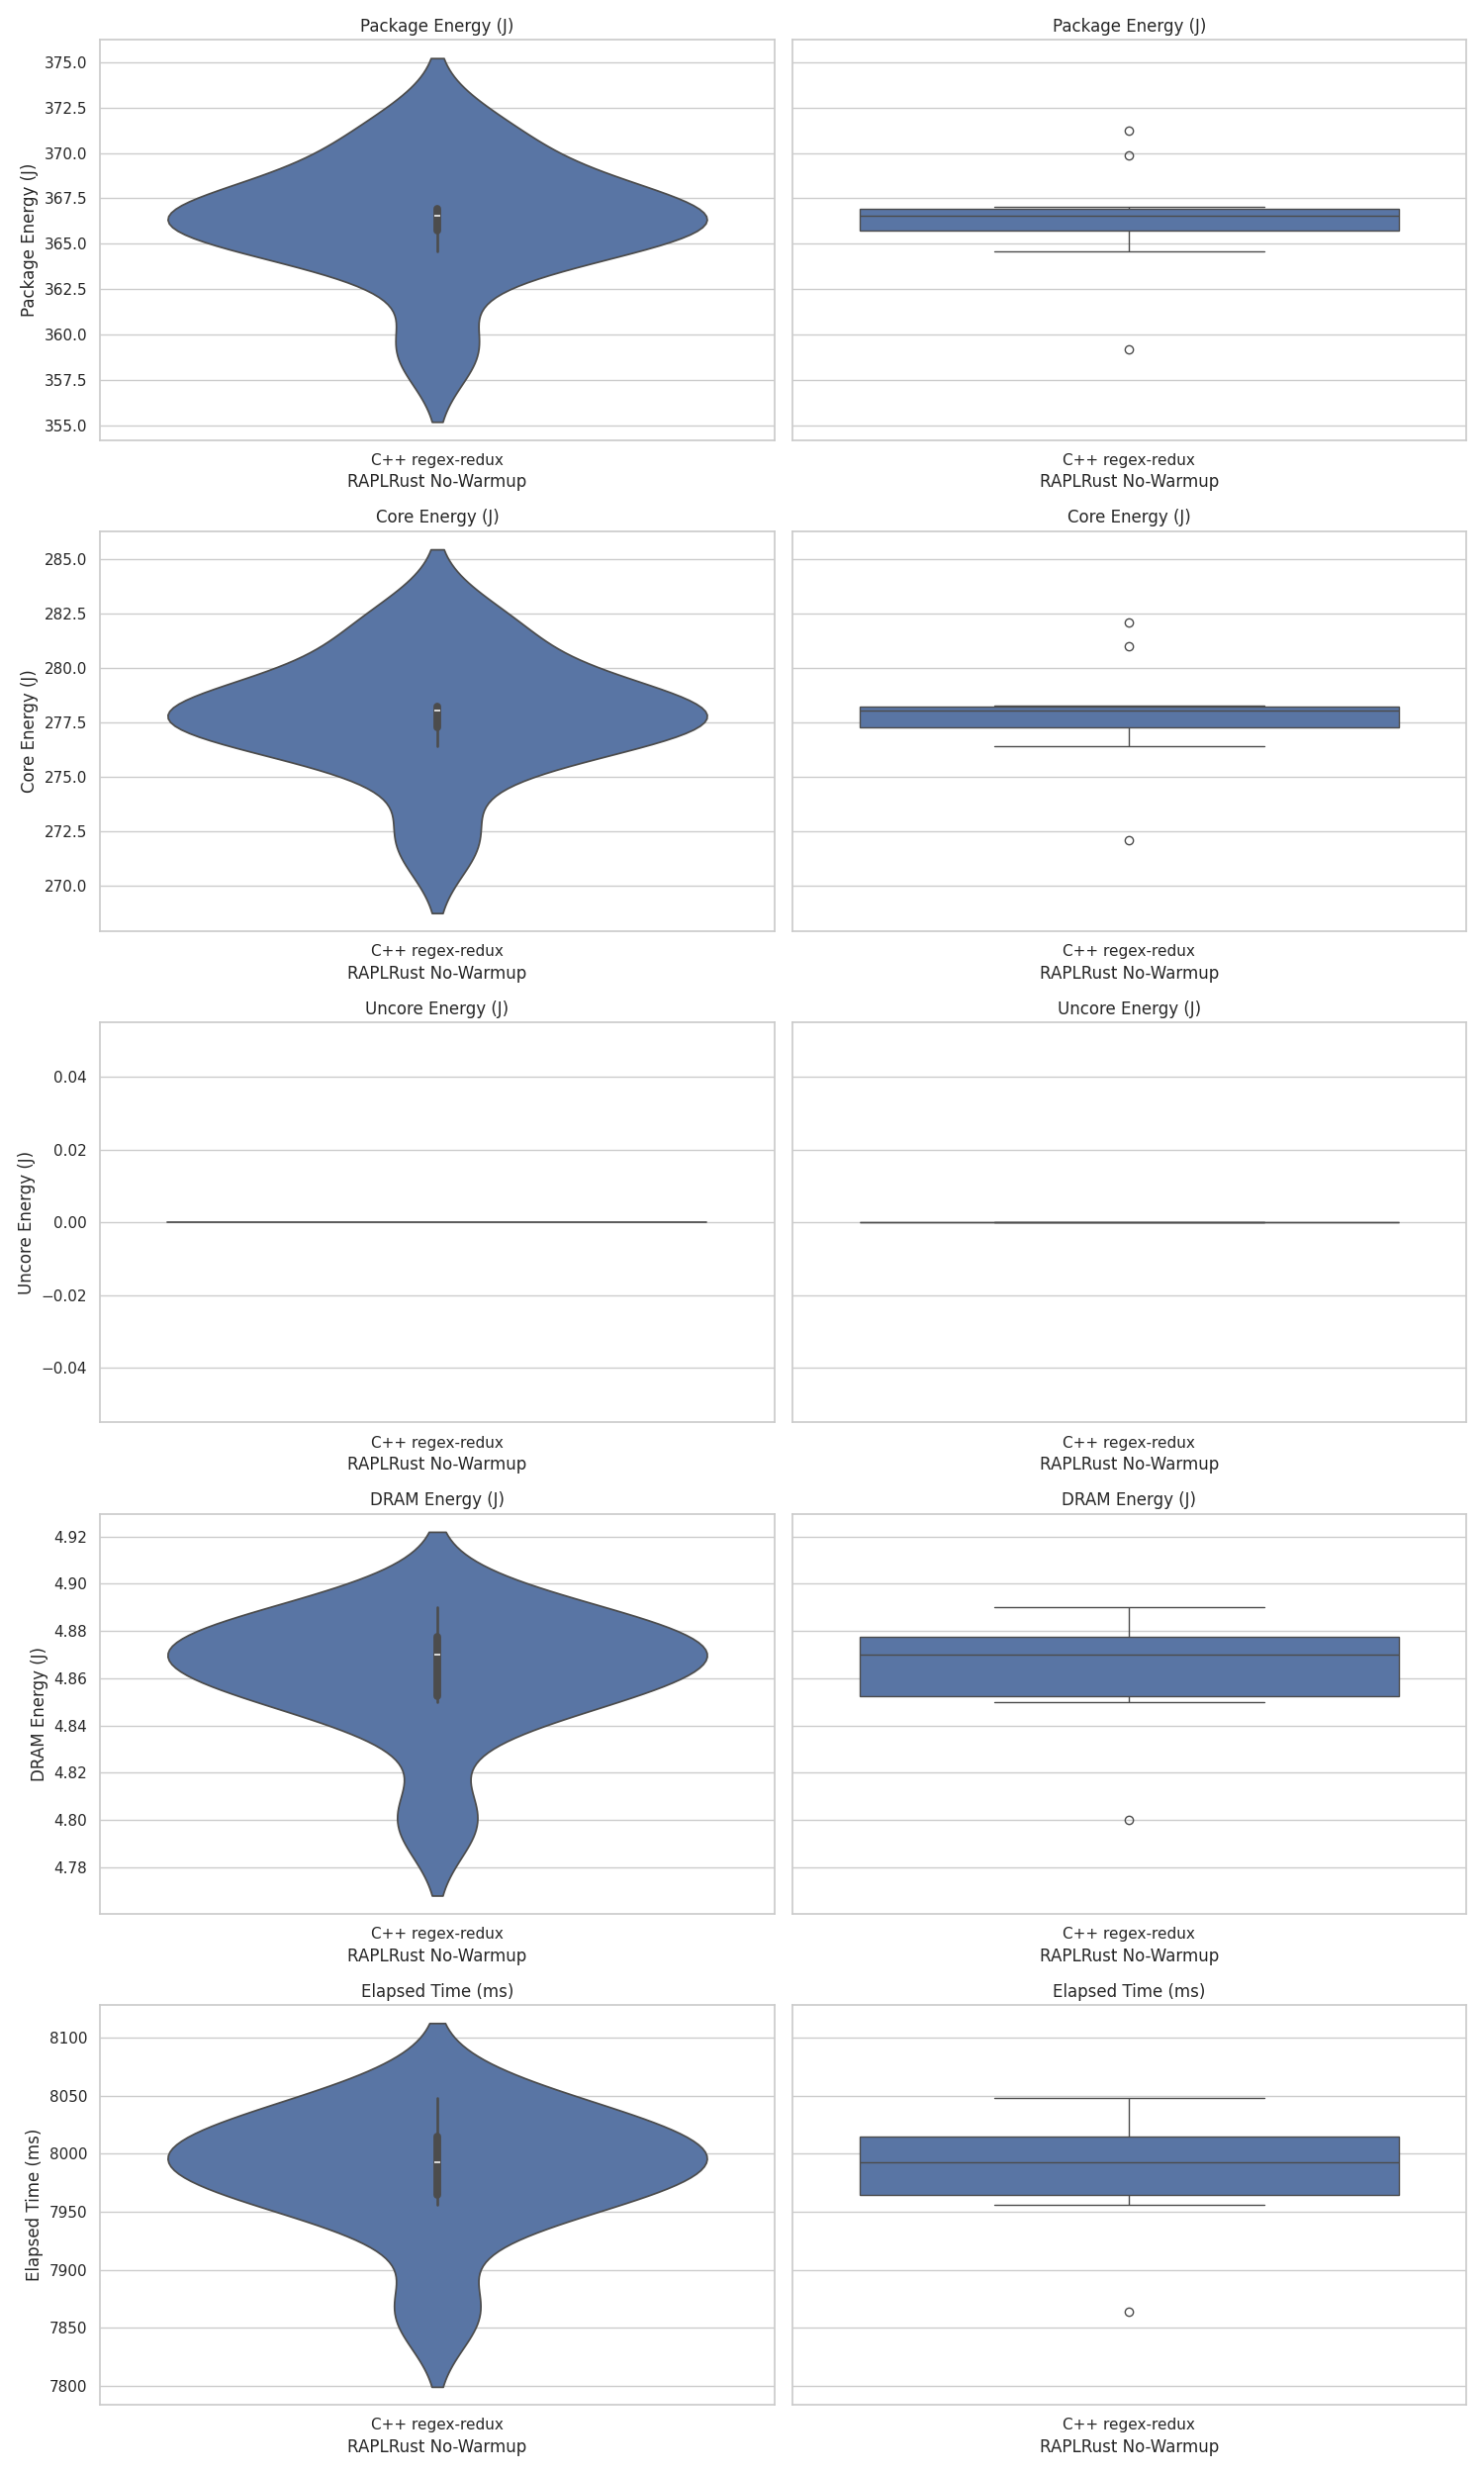 Package Energy (J)
Package Energy (J)
375.0
372.5
370.0
367.5
365.0
362.5
360.0
357.5
355.0
Package Energy (J)
C++ regex-redux
RAPLRust No-Warmup
C++ regex-redux
RAPLRust No-Warmup
Core Energy (J)
Core Energy (J)
285.0
282.5
280.0
277.5
275.0
272.5
270.0
Core Energy (J)
C++ regex-redux
RAPLRust No-Warmup
C++ regex-redux
RAPLRust No-Warmup
Uncore Energy (J)
Uncore Energy (J)
0.04
0.02
0.00
−0.02
−0.04
Uncore Energy (J)
C++ regex-redux
RAPLRust No-Warmup
C++ regex-redux
RAPLRust No-Warmup
DRAM Energy (J)
DRAM Energy (J)
4.92
4.90
4.88
4.86
4.84
4.82
4.80
4.78
DRAM Energy (J)
C++ regex-redux
RAPLRust No-Warmup
C++ regex-redux
RAPLRust No-Warmup
Elapsed Time (ms)
Elapsed Time (ms)
8100
8050
8000
7950
7900
7850
7800
Elapsed Time (ms)
C++ regex-redux
RAPLRust No-Warmup
C++ regex-redux
RAPLRust No-Warmup